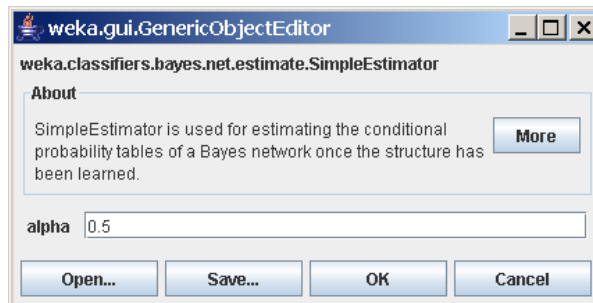 weka.gui.GenericObjectEditor
weka.classifiers.bayes.net.estimate.SimpleEstimator
About
SimpleEstimator is used for estimating the conditional
probability tables of a Bayes network once the structure has
been learned.
More
alpha 0.5
Open... Save... OK Cancel